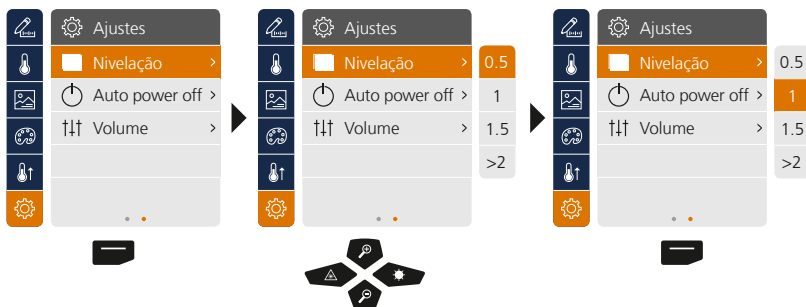 Ajustes
Nivelação
Auto power off
Volume
Ajustes
Nivelação
Auto power off
Volume
0.5
1
1.5
>2
Ajustes
Nivelação
Auto power off
Volume
0.5
1
1.5
>2